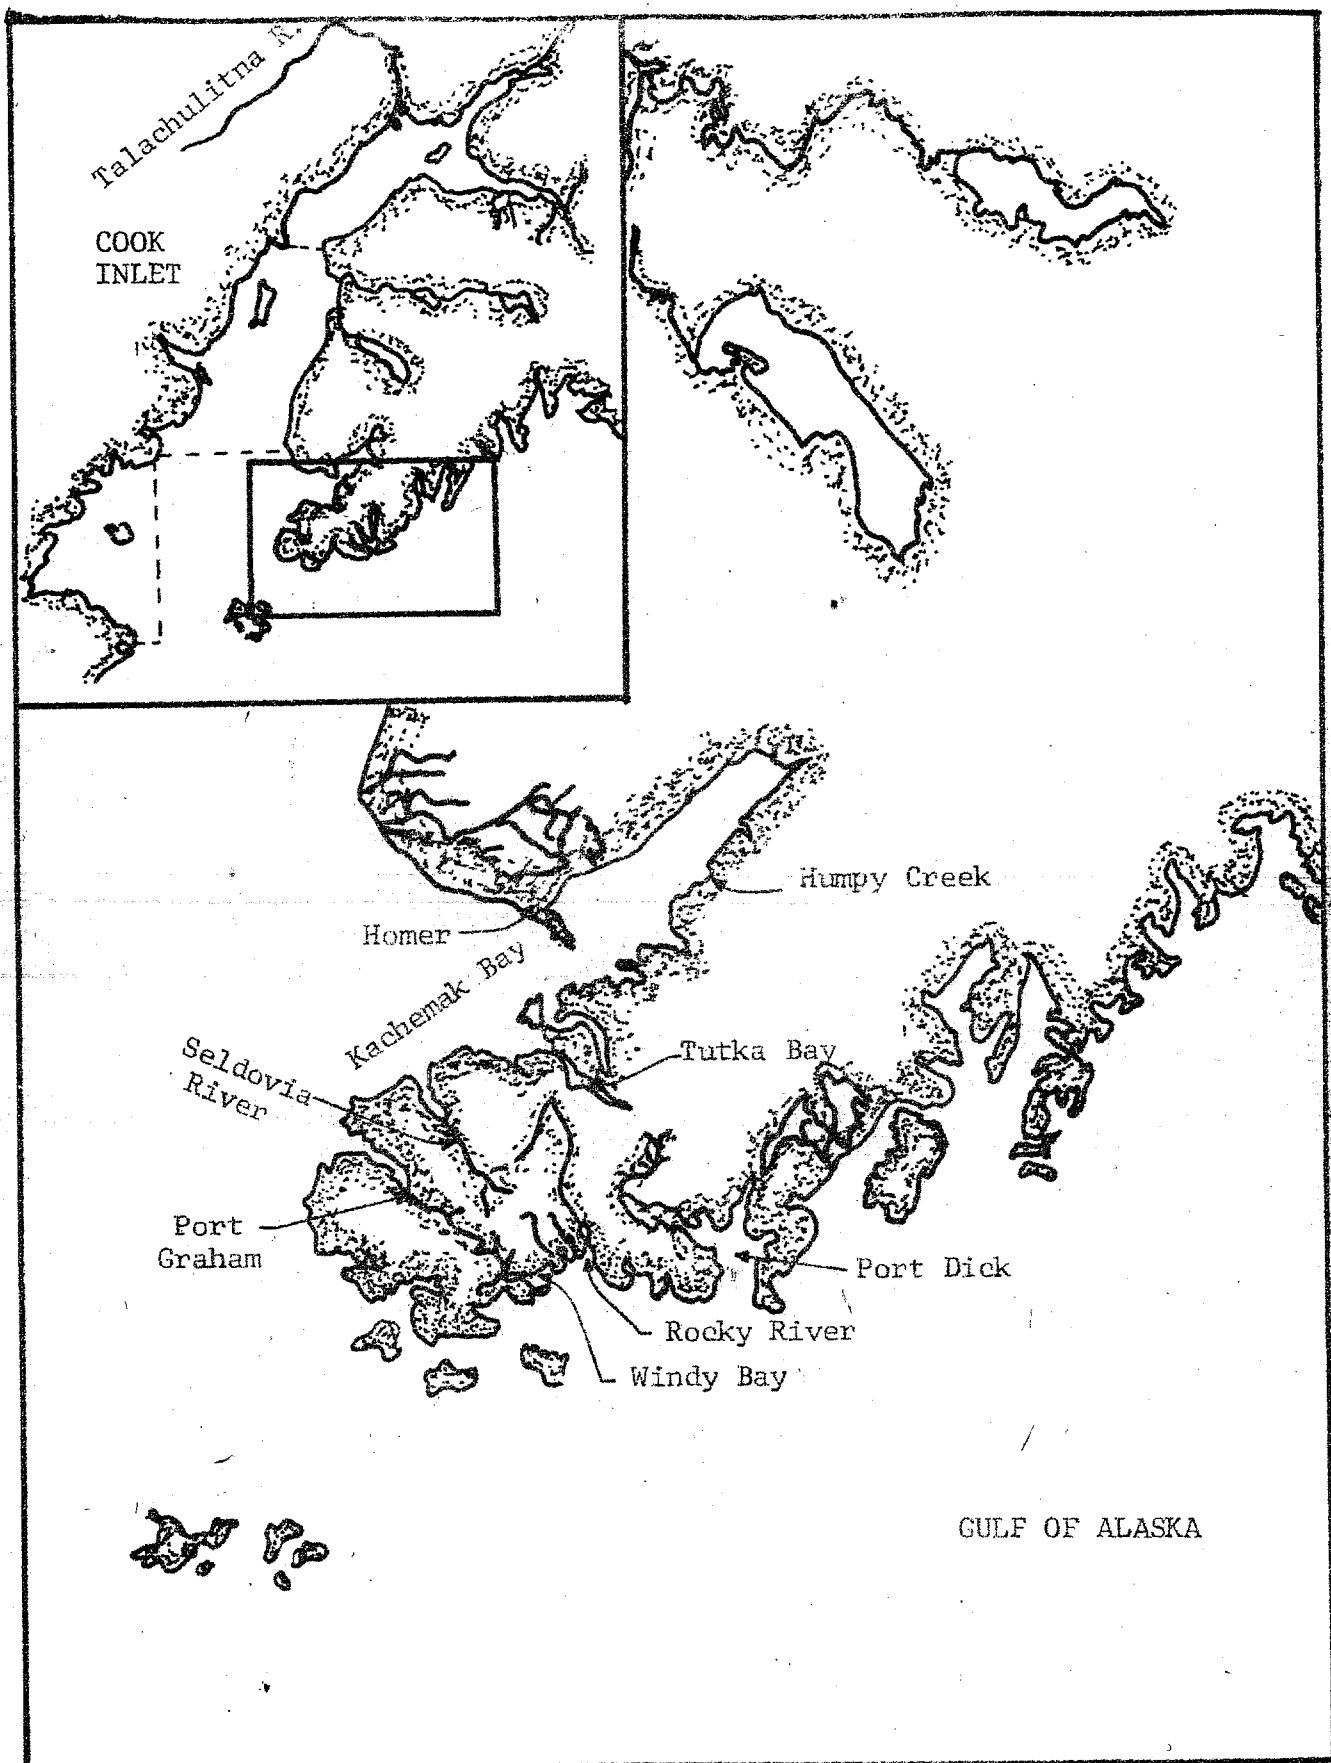 Talachulitna R.
COOK
INLET
Humpy Creek
Homer
Kachemak Bay
Seldovia
River
Tutka Bay
Port
Graham
Port Dick
Rocky River
Windy Bay
GULF OF ALASKA